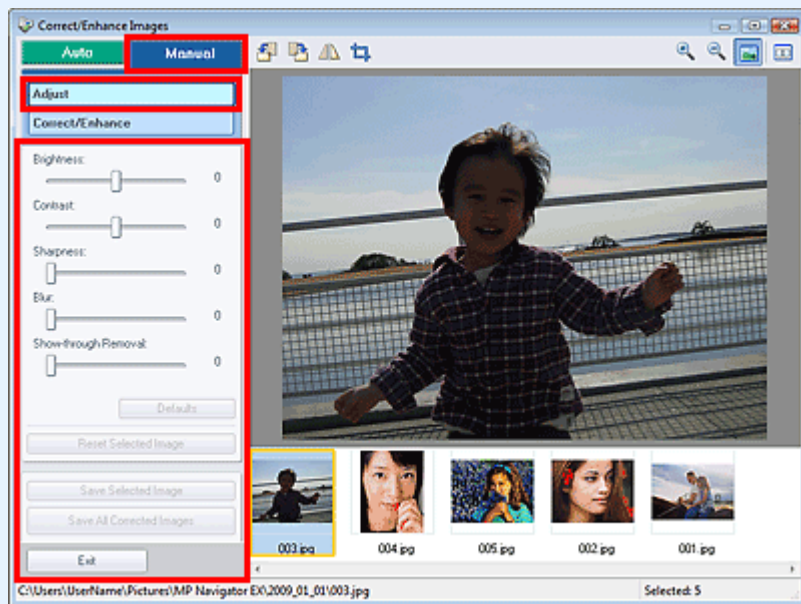 Correct/Enhance Images
Auto Manual
Adjust
Correct/Enhance
Brightness:
0
Contrast:
0
Sharpness:
0
Blur:
0
Show-through Removal:
0
Defaults
Reset Selected Image
Save Selected Image
Save All Corrected Images
Exit
003.jpg 004.jpg 005.jpg 002.jpg 001.jpg
C:\Users\UserName\Pictures\MP Navigator EX\2009_01_01\003.jpg Selected: 5